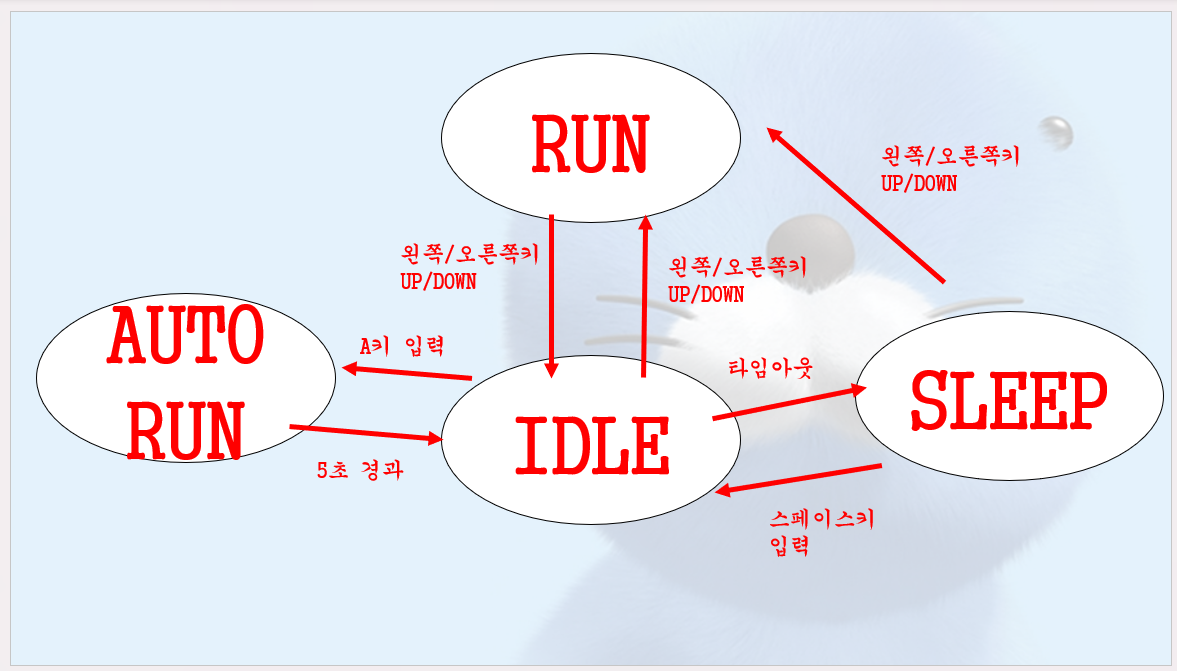 RUN
왼쪽/오른쪽키
UP/DOWN
왼쪽/오른쪽키
UP/DOWN
왼쪽/오른쪽키
UP/DOWN
AUTO
RUN
A키 입력
타임아웃
SLEEP
IDLE
5초 경과
스페이스키
입력